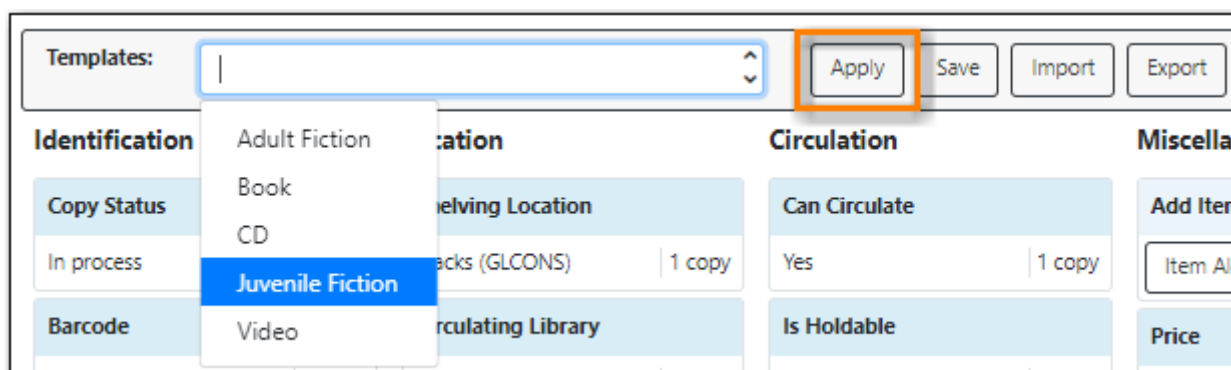 Templates:
Apply
Save
Import
Export
Adult Fiction
Book
CD
Juvenile Fiction
Video
Identification
Copy Status
In process
Barcode
cation
helving Location
acks (GLCONS)
1 copy
rculating Library
Circulation
Can Circulate
Yes
1 copy
Is Holdable
Miscella
Add Iter
Item Al
Price